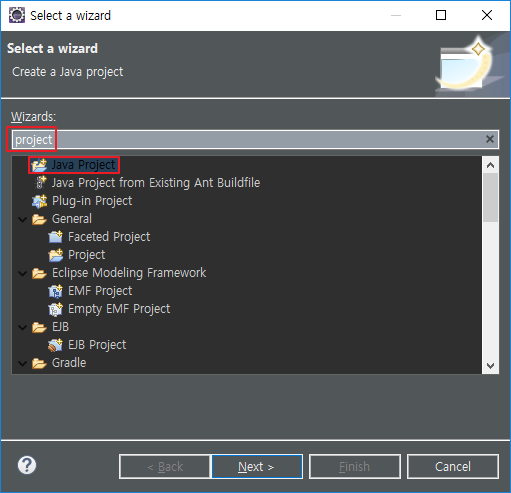 Select a wizard
Select a wizard
Create a Java project
Wizards:
project
Java Project
Java Project from Existing Ant Buildfile
Plug-in Project
General
Faceted Project
Project
Eclipse Modeling Framework
EMF Project
Empty EMF Project
EJB
EJB Project
Gradle
< Back
Next >
Finish
Cancel